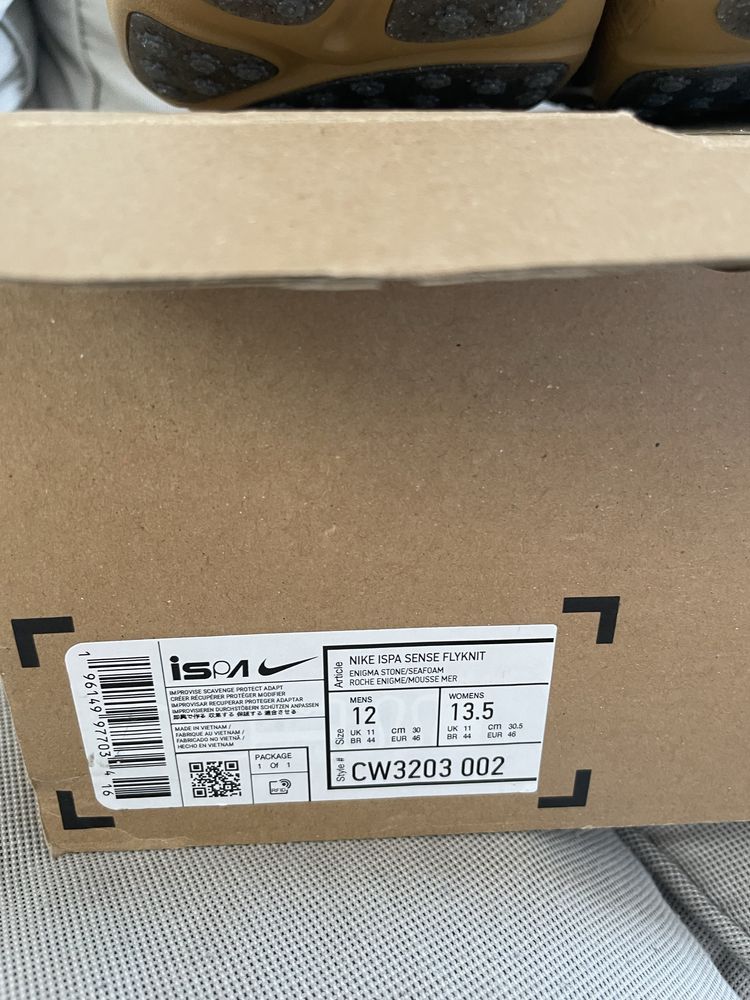 1 96149 97703 4 16
ISPA
IMPROVISE SCAVENGE PROTECT ADAPT
CRÉER RÉCUPÉRER PROTÉGER MODIFIER
IMPROVISAR RECUPERAR PROTEGER ADAPTAR
IMPROVISIEREN DURCHSTÖBERN SCHÜTZEN ANPASSEN
即興で作る 収集する 保護する 適合させる
MADE IN VIETNAM /
FABRIQUÉ AU VIETNAM /
FABRICADO NO VIETNÃ /
HECHO EN VIETNAM
PACKAGE
1 Of 1
RFID
Article
NIKE ISPA SENSE FLYKNIT
ENIGMA STONE/SEAFOAM
ROCHE ENIGME/MOUSSE MER
Size
MENS
12
UK 11 cm 30
BR 44 EUR 46
WOMENS
13.5
UK 11 cm 30.5
BR 44 EUR 46
Style #
CW3203 002